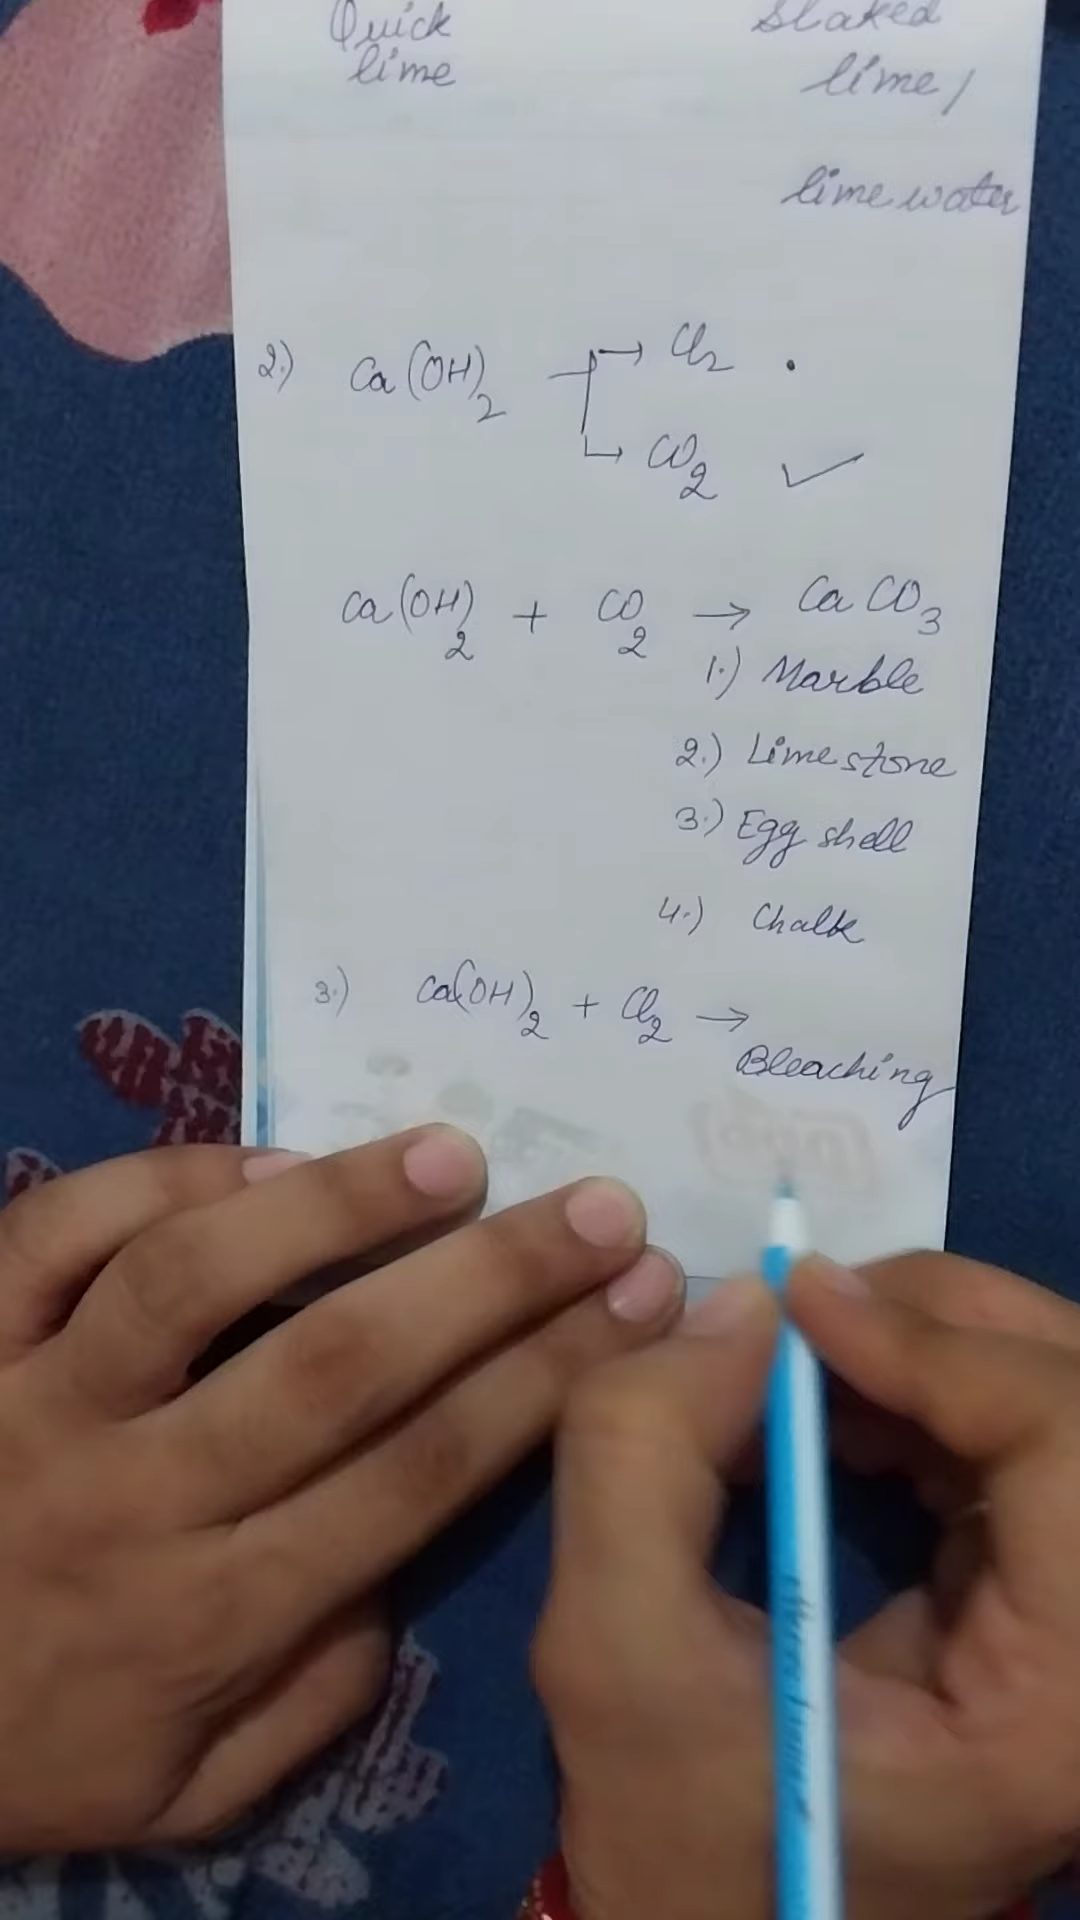 Quick Slaked
lime lime/
lime water
2.) Ca(OH)2 → Cl2 .
↳ CO2 ✓
Ca(OH)2 + CO2 → CaCO3
1.) Marble
2.) Limestone
3.) Egg shell
4.) Chalk
3.) Ca(OH)2 + Cl2 →
Bleaching